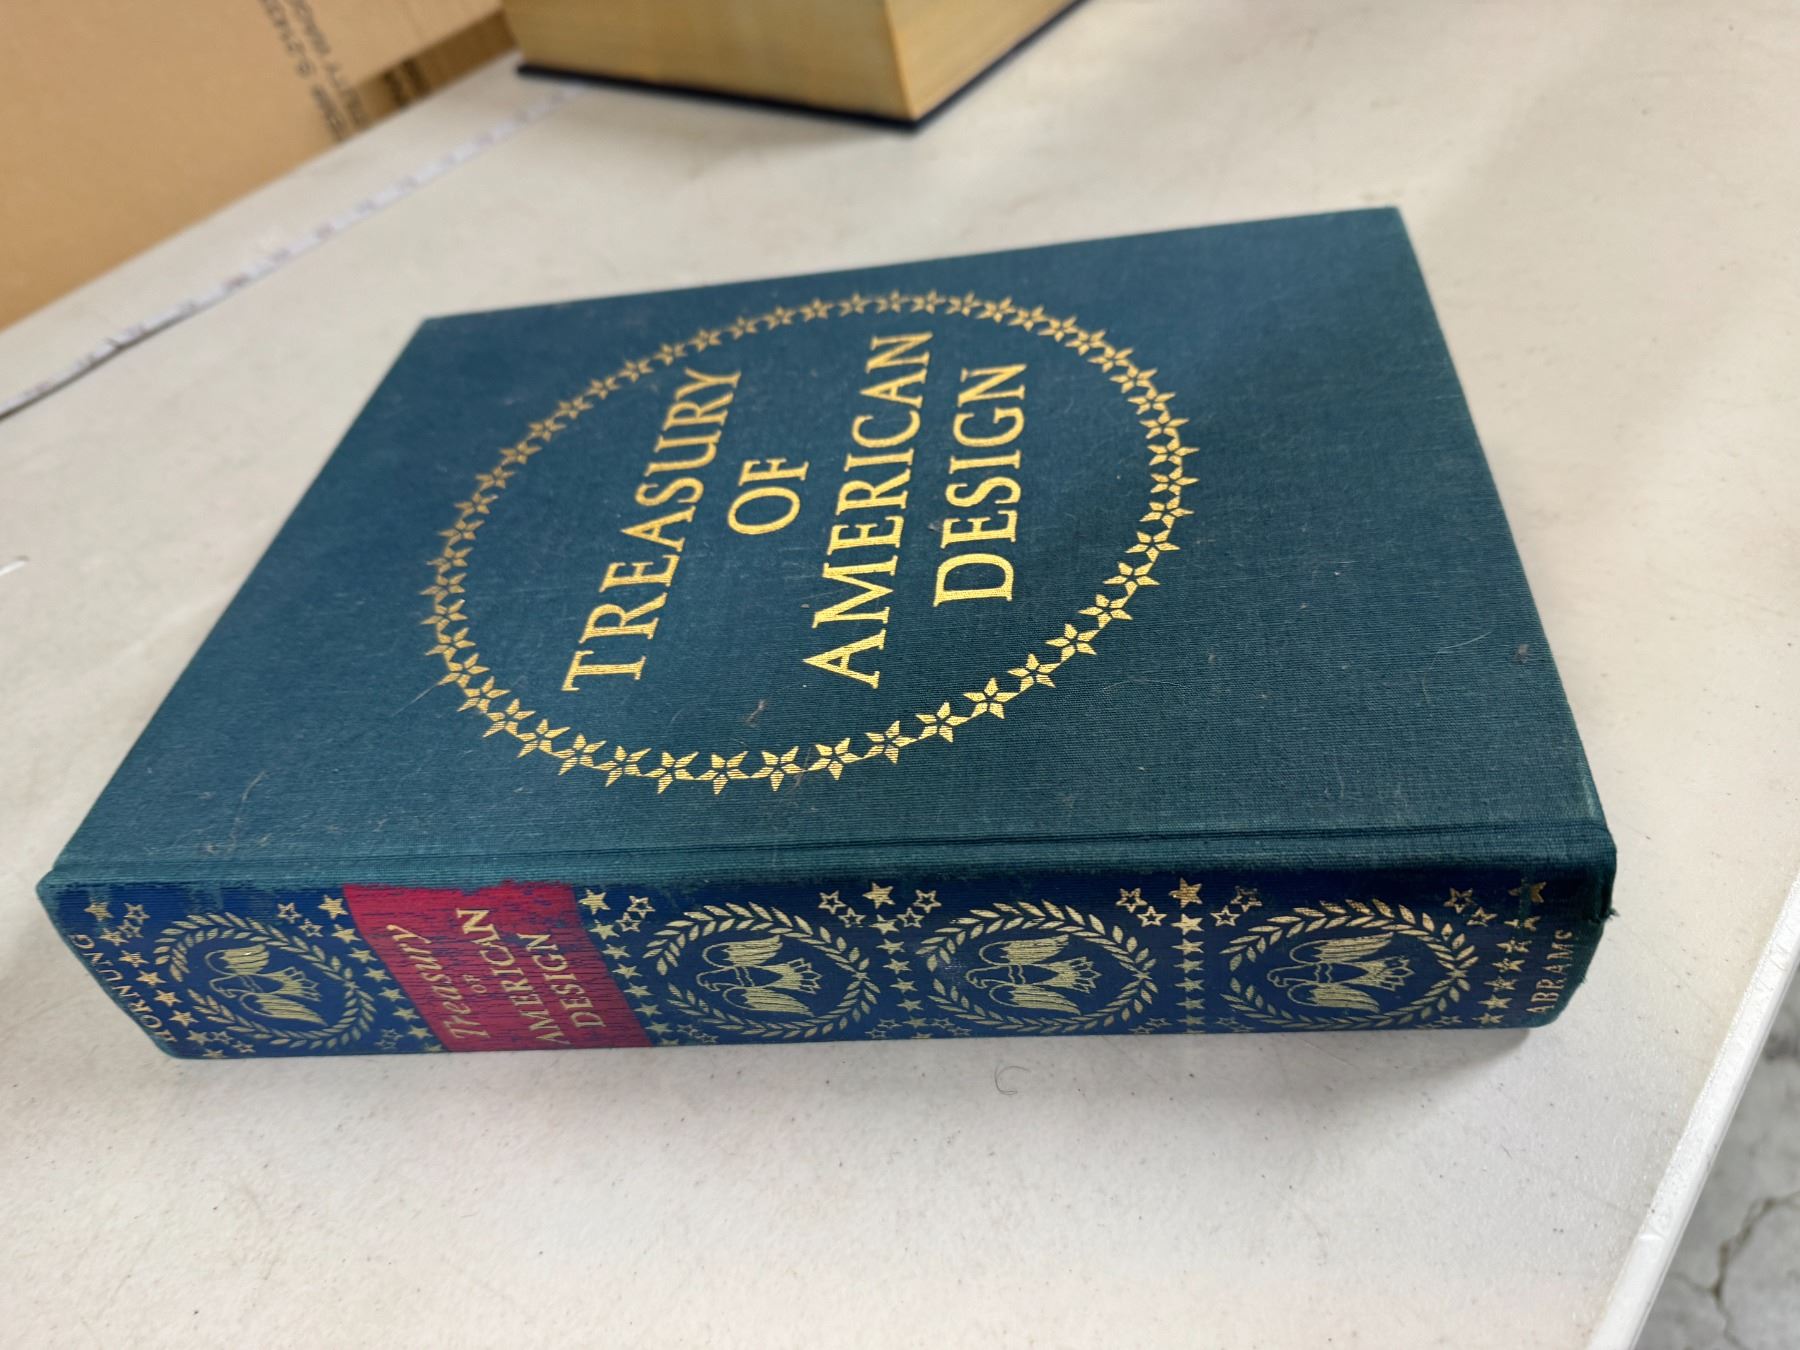 TREASURY
OF
AMERICAN
DESIGN
HORNUNG
Treasury
OF
AMERICAN
DESIGN
ABRAMS